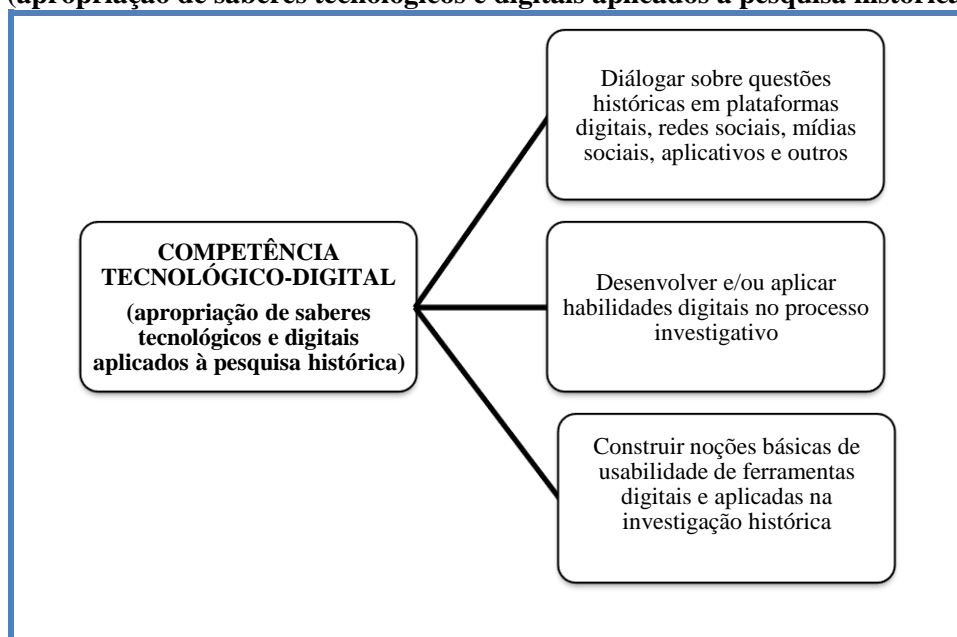 (apropriação de saberes tecnológicos e digitais aplicados à pesquisa histórica
Diálogar sobre questões
históricas em plataformas
digitais, redes sociais, mídias
sociais, aplicativos e outros
COMPETÊNCIA
TECNOLÓGICO-DIGITAL
(apropriação de saberes
tecnológicos e digitais
aplicados à pesquisa histórica)
Desenvolver e/ou aplicar
habilidades digitais no processo
investigativo
Construir noções básicas de
usabilidade de ferramentas
digitais e aplicadas na
investigação histórica